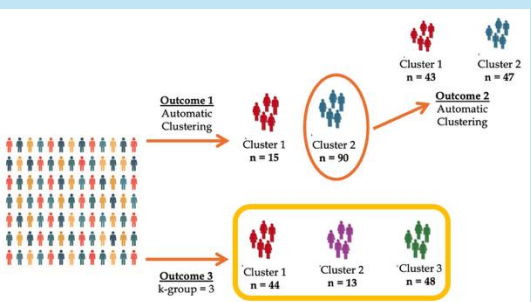 Cluster 1
n = 43
Cluster 2
n = 47
Outcome 1
Automatic
Clustering
Cluster 1
n = 15
Cluster 2
n = 90
Outcome 2
Automatic
Clustering
Outcome 3
k-group = 3
Cluster 1
n = 44
Cluster 2
n = 13
Cluster 3
n = 48